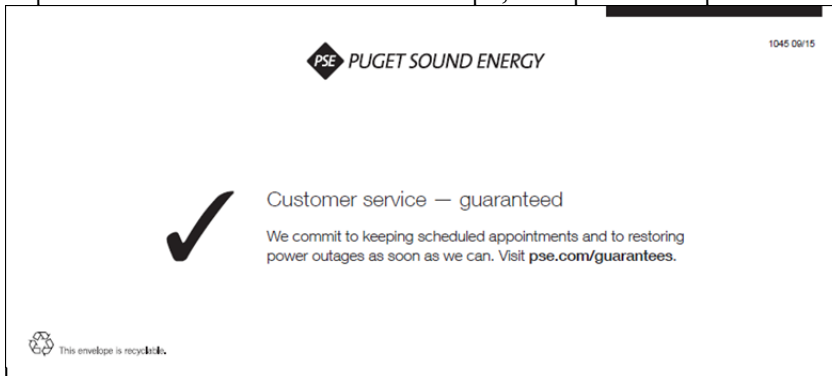 1045 09/15
PSE PUGET SOUND ENERGY
Customer service — guaranteed
We commit to keeping scheduled appointments and to restoring
power outages as soon as we can. Visit pse.com/guarantees.
This envelope is recyclable.